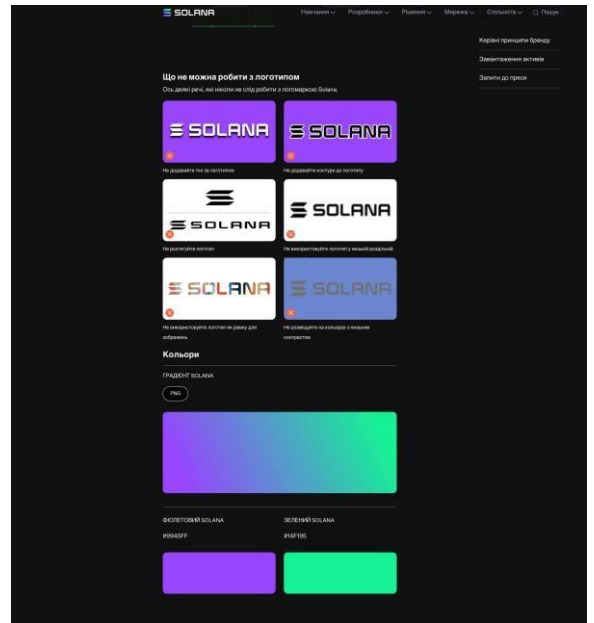 SOLANA
Навчання Розробники Рішення Мережа Спільнота Пошук
Керівні принципи бренду
Завантаження активів
Запити до преси
Що не можна робити з логотипом
Ось деякі речі, які ніколи не слід робити з логомаркою Solana.
SOLANA
SOLANA
Не додавайте тіні за логотипом
Не додавайте контури до логотипу
SOLANA
SOLANA
Не розтягуйте логотип
Не використовуйте логотип у низькій роздільній
SOLANA
SOLANA
Не використовуйте логотип як рамку для
зображень
Не розміщуйте на кольорах з низьким
контрастом
Кольори
ГРАДІЄНТ SOLANA
PNG
ФІОЛЕТОВИЙ SOLANA
ЗЕЛЕНИЙ SOLANA
#9945FF
#14F195